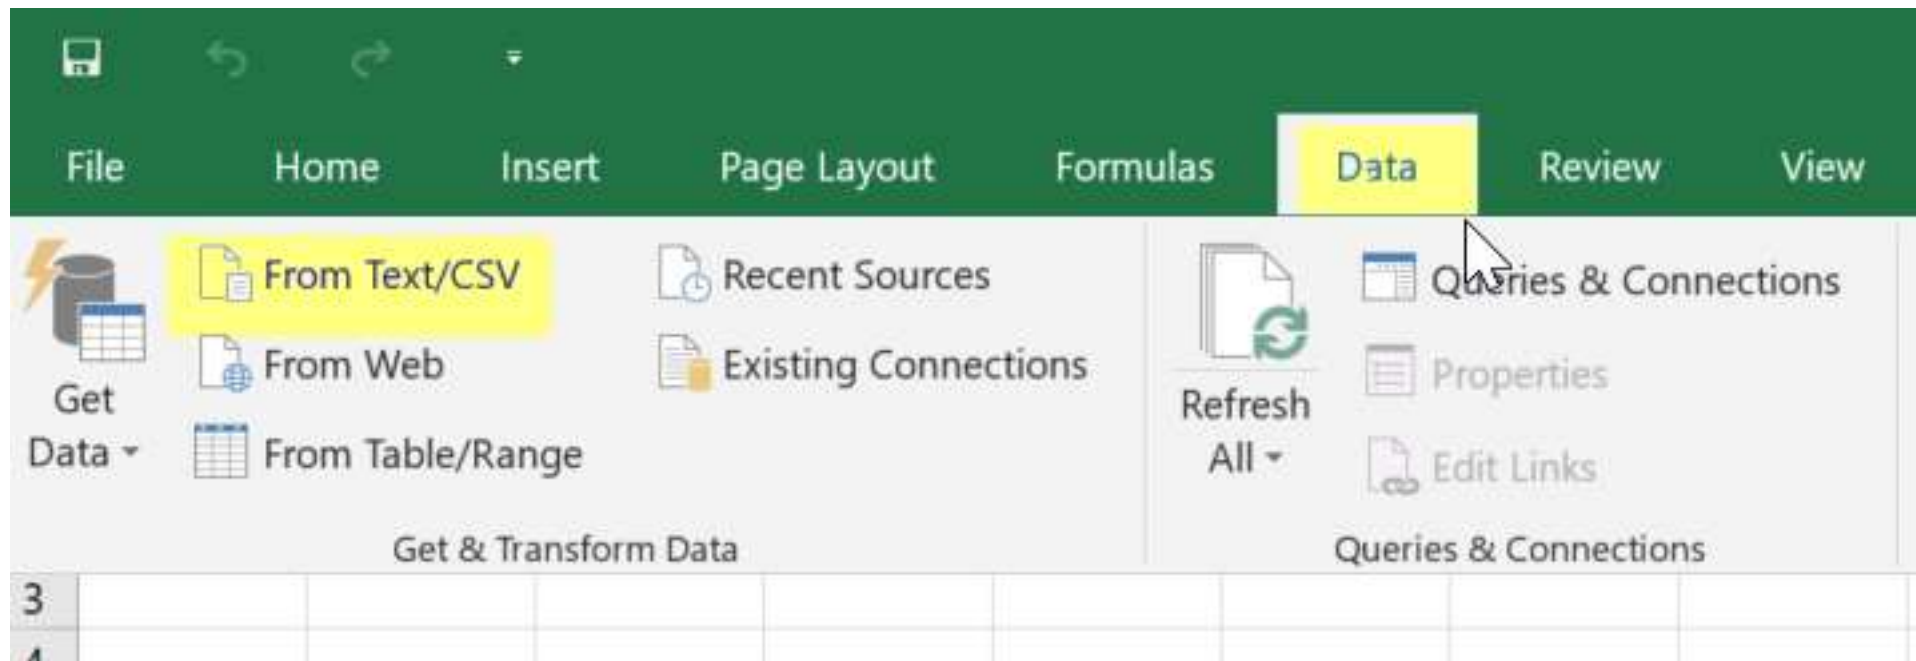 File Home Insert Page Layout Formulas Data Review View
From Text/CSV
From Web
From Table/Range
Recent Sources
Existing Connections
Get
Data
Get & Transform Data
Refresh
All
Queries & Connections
Properties
Edit Links
Queries & Connections
3
4